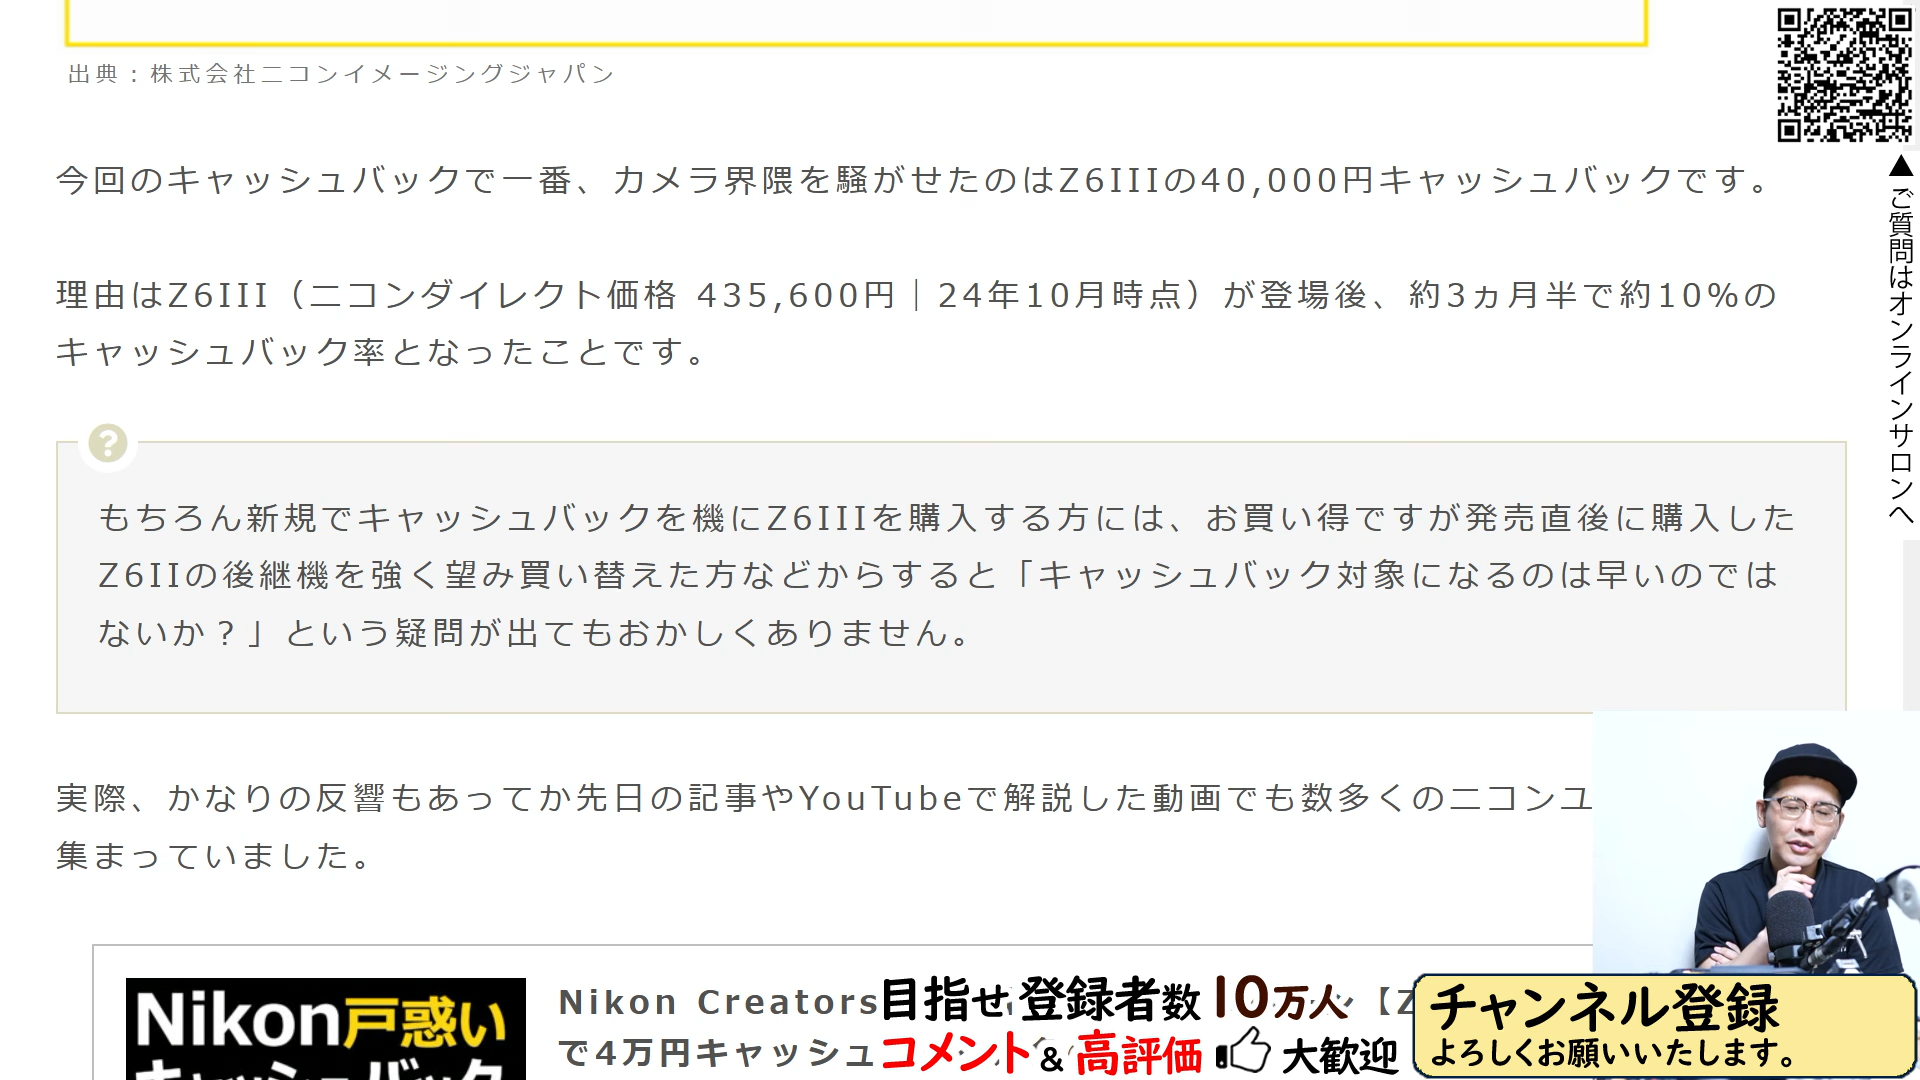 出典：株式会社ニコンイメージングジャパン
今回のキャッシュバックで一番、カメラ界隈を騒がせたのはZ6IIIの40,000円キャッシュバックです。
理由はZ6III（ニコンダイレクト価格 435,600円｜24年10月時点）が登場後、約3ヵ月半で約10%の
キャッシュバック率となったことです。
?
もちろん新規でキャッシュバックを機にZ6IIIを購入する方には、お買い得ですが発売直後に購入した
Z6IIの後継機を強く望み買い替えた方などからすると「キャッシュバック対象になるのは早いのでは
ないか？」という疑問が出てもおかしくありません。
実際、かなりの反響もあってか先日の記事やYouTubeで解説した動画でも数多くのニコンユ
集まっていました。
Nikon戸惑い
キャッシュバック
Nikon Creators
【Z
で4万円キャッシュ
目指せ登録者数10万人
コメント&高評価 大歓迎
チャンネル登録
よろしくお願いいたします。
▲ご質問はオンラインサロンへ